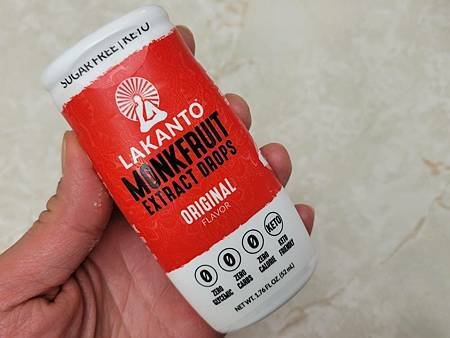 SUGAR FREE | KETO
LAKANTO
MONKFRUIT
EXTRACT DROPS
ORIGINAL
FLAVOR
0 0 0 KETO
ZERO GLYCEMIC
ZERO CARBS
ZERO CALORIE
KETO FRIENDLY
NET WT. 1.76 FL OZ. (52 mL)